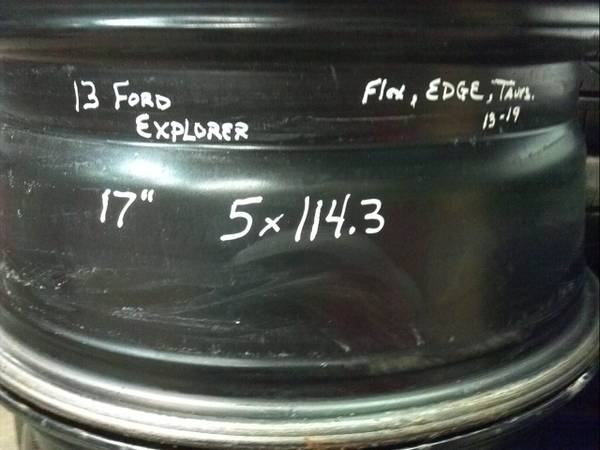 13 FORD
EXPLORER
Flex, EDGE, TAURS.
13-19
17"
5x114.3